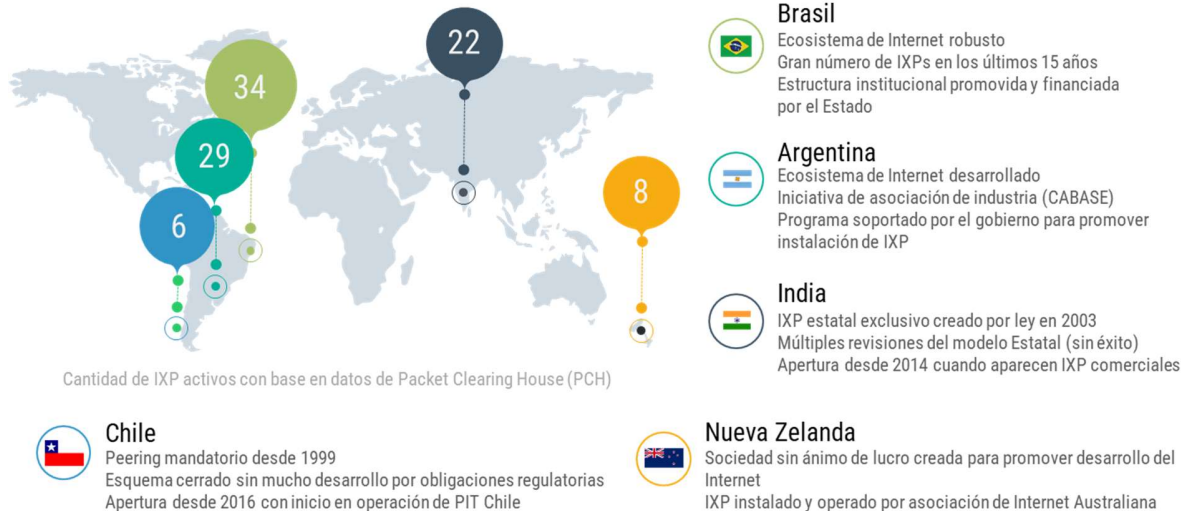 34
22
29
8
6
Cantidad de IXP activos con base en datos de Packet Clearing House (PCH)
Brasil
Ecosistema de Internet robusto
Gran número de IXPs en los últimos 15 años
Estructura institucional promovida y financiada
por el Estado
Argentina
Ecosistema de Internet desarrollado
Iniciativa de asociación de industria (CABASE)
Programa soportado por el gobierno para promover
instalación de IXP
India
IXP estatal exclusivo creado por ley en 2003
Múltiples revisiones del modelo Estatal (sin éxito)
Apertura desde 2014 cuando aparecen IXP comerciales
Chile
Peering mandatorio desde 1999
Esquema cerrado sin mucho desarrollo por obligaciones regulatorias
Apertura desde 2016 con inicio en operación de PIT Chile
Nueva Zelanda
Sociedad sin ánimo de lucro creada para promover desarrollo del
Internet
IXP instalado y operado por asociación de Internet Australiana